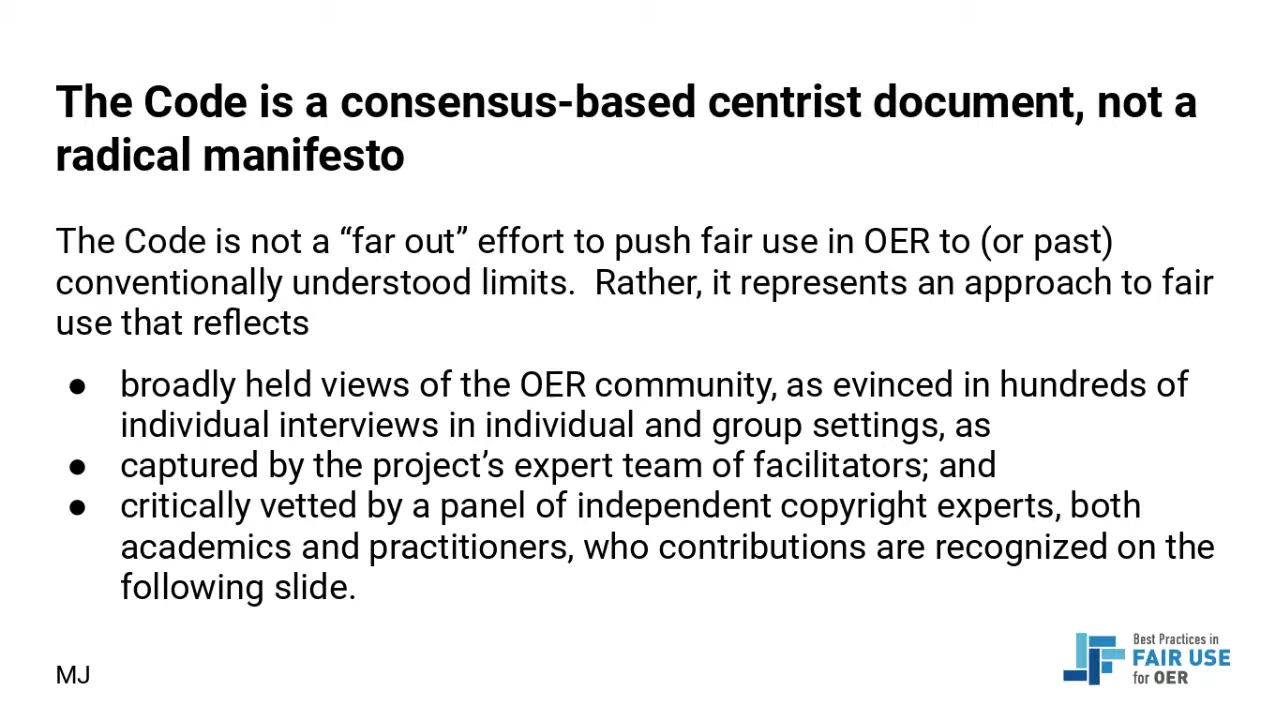 The Code is a consensus-based centrist document, not a
radical manifesto
The Code is not a “far out” effort to push fair use in OER to (or past)
conventionally understood limits.  Rather, it represents an approach to fair
use that reflects
● broadly held views of the OER community, as evinced in hundreds of
individual interviews in individual and group settings, as
● captured by the project’s expert team of facilitators; and
● critically vetted by a panel of independent copyright experts, both
academics and practitioners, who contributions are recognized on the
following slide.
MJ
Best Practices in
FAIR USE
for OER